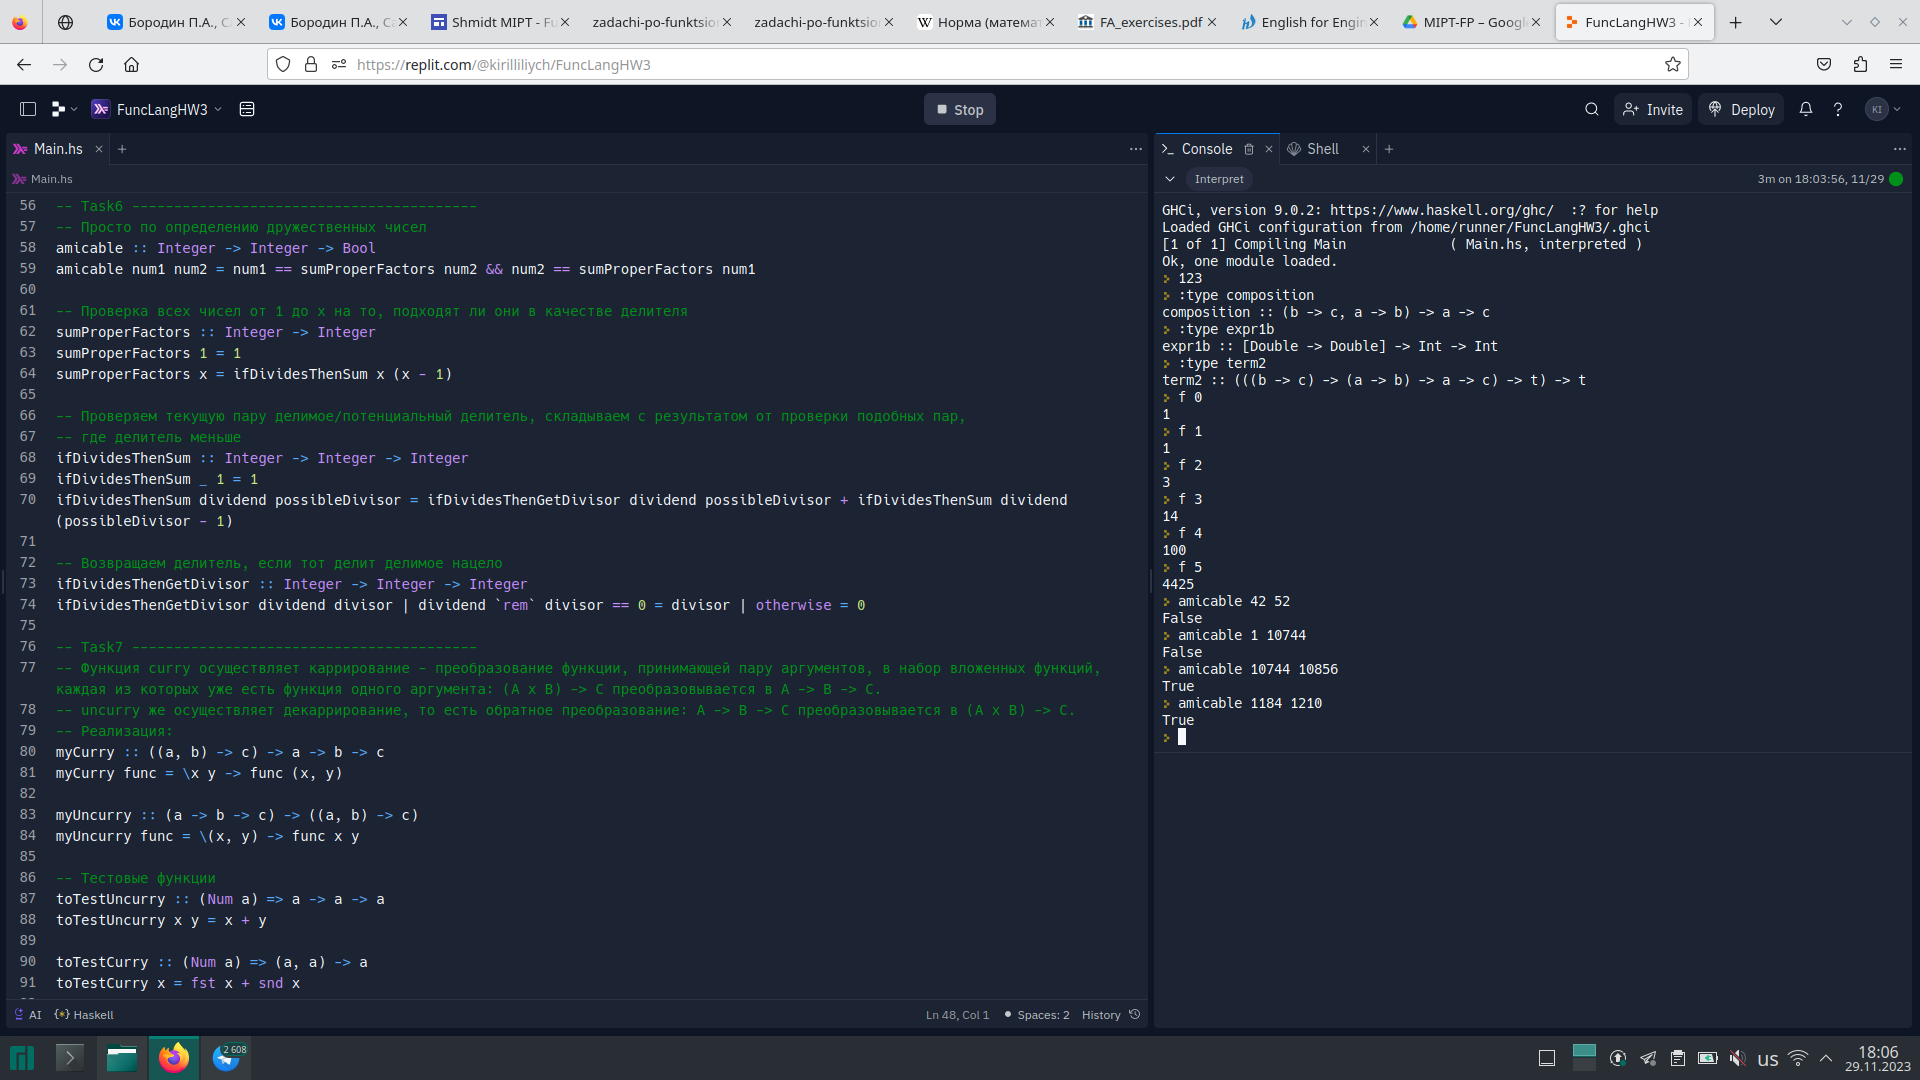 Бородин П.А., Са
Бородин П.А., Са
Shmidt MIPT - Fu
zadachi-po-funktsion
zadachi-po-funktsion
Норма (математ
FA_exercises.pdf
English for Engin
MIPT-FP – Google
FuncLangHW3 -
https://replit.com/@kirilliliych/FuncLangHW3
FuncLangHW3
Stop
Invite
Deploy
KI
Main.hs
Main.hs
56 -- Task6 -----------------------------------------
57 -- Просто по определению дружественных чисел
58 amicable :: Integer -> Integer -> Bool
59 amicable num1 num2 = num1 == sumProperFactors num2 && num2 == sumProperFactors num1
60
61 -- Проверка всех чисел от 1 до x на то, подходят ли они в качестве делителя
62 sumProperFactors :: Integer -> Integer
63 sumProperFactors 1 = 1
64 sumProperFactors x = ifDividesThenSum x (x - 1)
65
66 -- Проверяем текущую пару делимое/потенциальный делитель, складываем с результатом от проверки подобных пар,
67 -- где делитель меньше
68 ifDividesThenSum :: Integer -> Integer -> Integer
69 ifDividesThenSum _ 1 = 1
70 ifDividesThenSum dividend possibleDivisor = ifDividesThenGetDivisor dividend possibleDivisor + ifDividesThenSum dividend
(possibleDivisor - 1)
71
72 -- Возвращаем делитель, если тот делит делимое нацело
73 ifDividesThenGetDivisor :: Integer -> Integer -> Integer
74 ifDividesThenGetDivisor dividend divisor | dividend `rem` divisor == 0 = divisor | otherwise = 0
75
76 -- Task7 -----------------------------------------
77 -- Функция curry осуществляет каррирование - преобразование функции, принимающей пару аргументов, в набор вложенных функций,
каждая из которых уже есть функция одного аргумента: (A x B) -> C преобразовывается в A -> B -> C.
78 -- uncurry же осуществляет декаррирование, то есть обратное преобразование: A -> B -> C преобразовывается в (A x B) -> C.
79 -- Реализация:
80 myCurry :: ((a, b) -> c) -> a -> b -> c
81 myCurry func = \x y -> func (x, y)
82
83 myUncurry :: (a -> b -> c) -> ((a, b) -> c)
84 myUncurry func = \(x, y) -> func x y
85
86 -- Тестовые функции
87 toTestUncurry :: (Num a) => a -> a -> a
88 toTestUncurry x y = x + y
89
90 toTestCurry :: (Num a) => (a, a) -> a
91 toTestCurry x = fst x + snd x
AI
Haskell
Ln 48, Col 1
Spaces: 2
History
Console
Shell
Interpret
3m on 18:03:56, 11/29
GHCi, version 9.0.2: https://www.haskell.org/ghc/  :? for help
Loaded GHCi configuration from /home/runner/FuncLangHW3/.ghci
[1 of 1] Compiling Main             ( Main.hs, interpreted )
Ok, one module loaded.
123
:type composition
composition :: (b -> c, a -> b) -> a -> c
:type expr1b
expr1b :: [Double -> Double] -> Int -> Int
:type term2
term2 :: (((b -> c) -> (a -> b) -> a -> c) -> t) -> t
f 0
1
f 1
1
f 2
3
f 3
14
f 4
100
f 5
4425
amicable 42 52
False
amicable 1 10744
False
amicable 10744 10856
True
amicable 1184 1210
True
2 608
us
18:06
29.11.2023